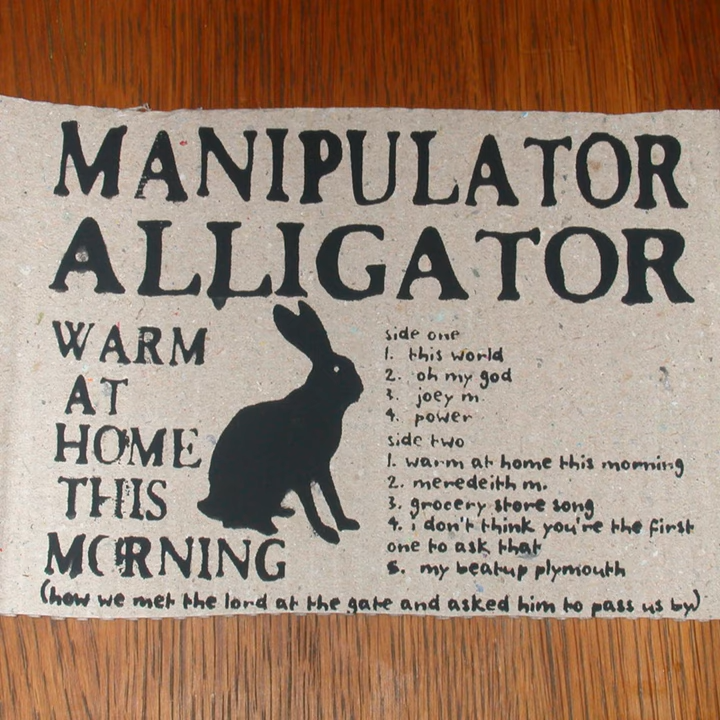 MANIPULATOR
ALLIGATOR
WARM
AT
HOME
THIS
MORNING
side one
1. this world
2. oh my god
3. joey m.
4. power
side two
1. warm at home this morning
2. meredeith m.
3. grocery store song
4. i don't think you're the first
one to ask that
5. my beatup plymouth
(how we met the lord at the gate and asked him to pass us by)